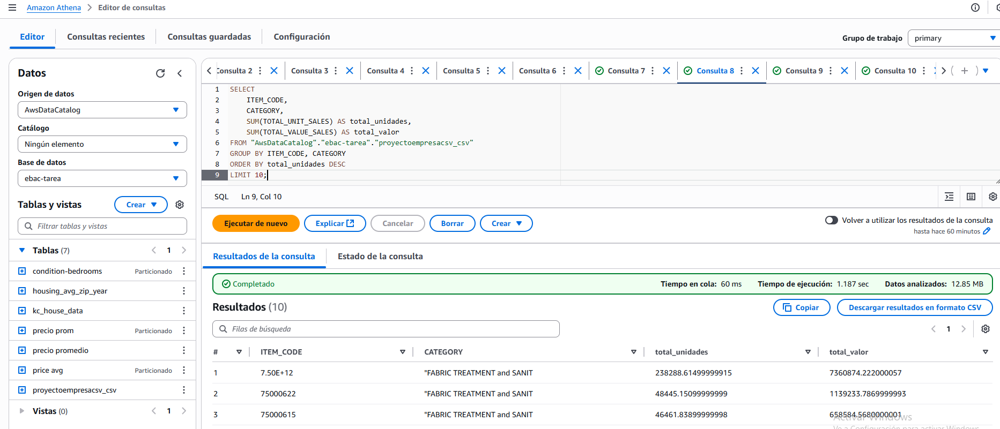 Amazon Athena > Editor de consultas
Editor
Consultas recientes
Consultas guardadas
Configuración
Grupo de trabajo
primary
Datos
Origen de datos
AwsDataCatalog
Catálogo
Ningún elemento
Base de datos
ebac-tarea
Tablas y vistas
Crear
Filtrar tablas y vistas
Tablas (7)
1
condition-bedrooms Particionado
housing_avg_zip_year
kc_house_data
precio prom Particionado
precio promedio
price avg Particionado
proyectoempresacsv_csv
Vistas (0)
1
Consulta 2
Consulta 3
Consulta 4
Consulta 5
Consulta 6
Consulta 7
Consulta 8
Consulta 9
Consulta 10
1 SELECT
2 ITEM_CODE,
3 CATEGORY,
4 SUM(TOTAL_UNIT_SALES) AS total_unidades,
5 SUM(TOTAL_VALUE_SALES) AS total_valor
6 FROM "AwsDataCatalog"."ebac-tarea"."proyectoempresacsv_csv"
7 GROUP BY ITEM_CODE, CATEGORY
8 ORDER BY total_unidades DESC
9 LIMIT 10;
SQL Ln 9, Col 10
Ejecutar de nuevo
Explicar
Cancelar
Borrar
Crear
Volver a utilizar los resultados de la consulta
hasta hace 60 minutos
Resultados de la consulta
Estado de la consulta
Completado
Tiempo en cola: 60 ms
Tiempo de ejecución: 1.187 sec
Datos analizados: 12.85 MB
Resultados (10)
Copiar
Descargar resultados en formato CSV
Filas de búsqueda
1
# ITEM_CODE CATEGORY total_unidades total_valor
1 7.50E+12 "FABRIC TREATMENT and SANIT 238288.61499999915 7360874.222000057
2 75000622 "FABRIC TREATMENT and SANIT 48445.15099999999 1139233.7869999993
3 75000615 "FABRIC TREATMENT and SANIT 46461.83899999998 658584.5680000001
Activar Windows
Ve a Configuración para activar Windows.